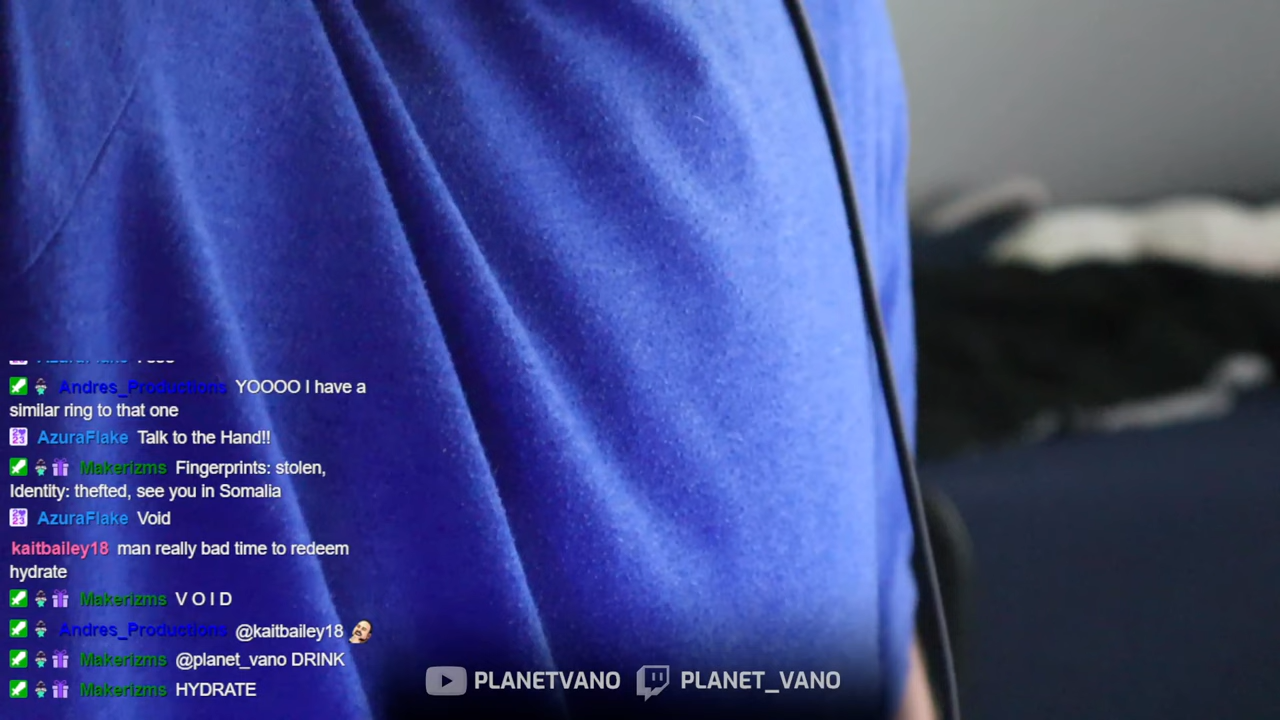 Andres_Productions YOOOO I have a
similar ring to that one
AzuraFlake Talk to the Hand!!
Makerizms Fingerprints: stolen,
Identity: thefted, see you in Somalia
AzuraFlake Void
kaitbailey18 man really bad time to redeem
hydrate
Makerizms V O I D
Andres_Productions @kaitbailey18
Makerizms @planet_vano DRINK
Makerizms HYDRATE
PLANETVANO PLANET_VANO